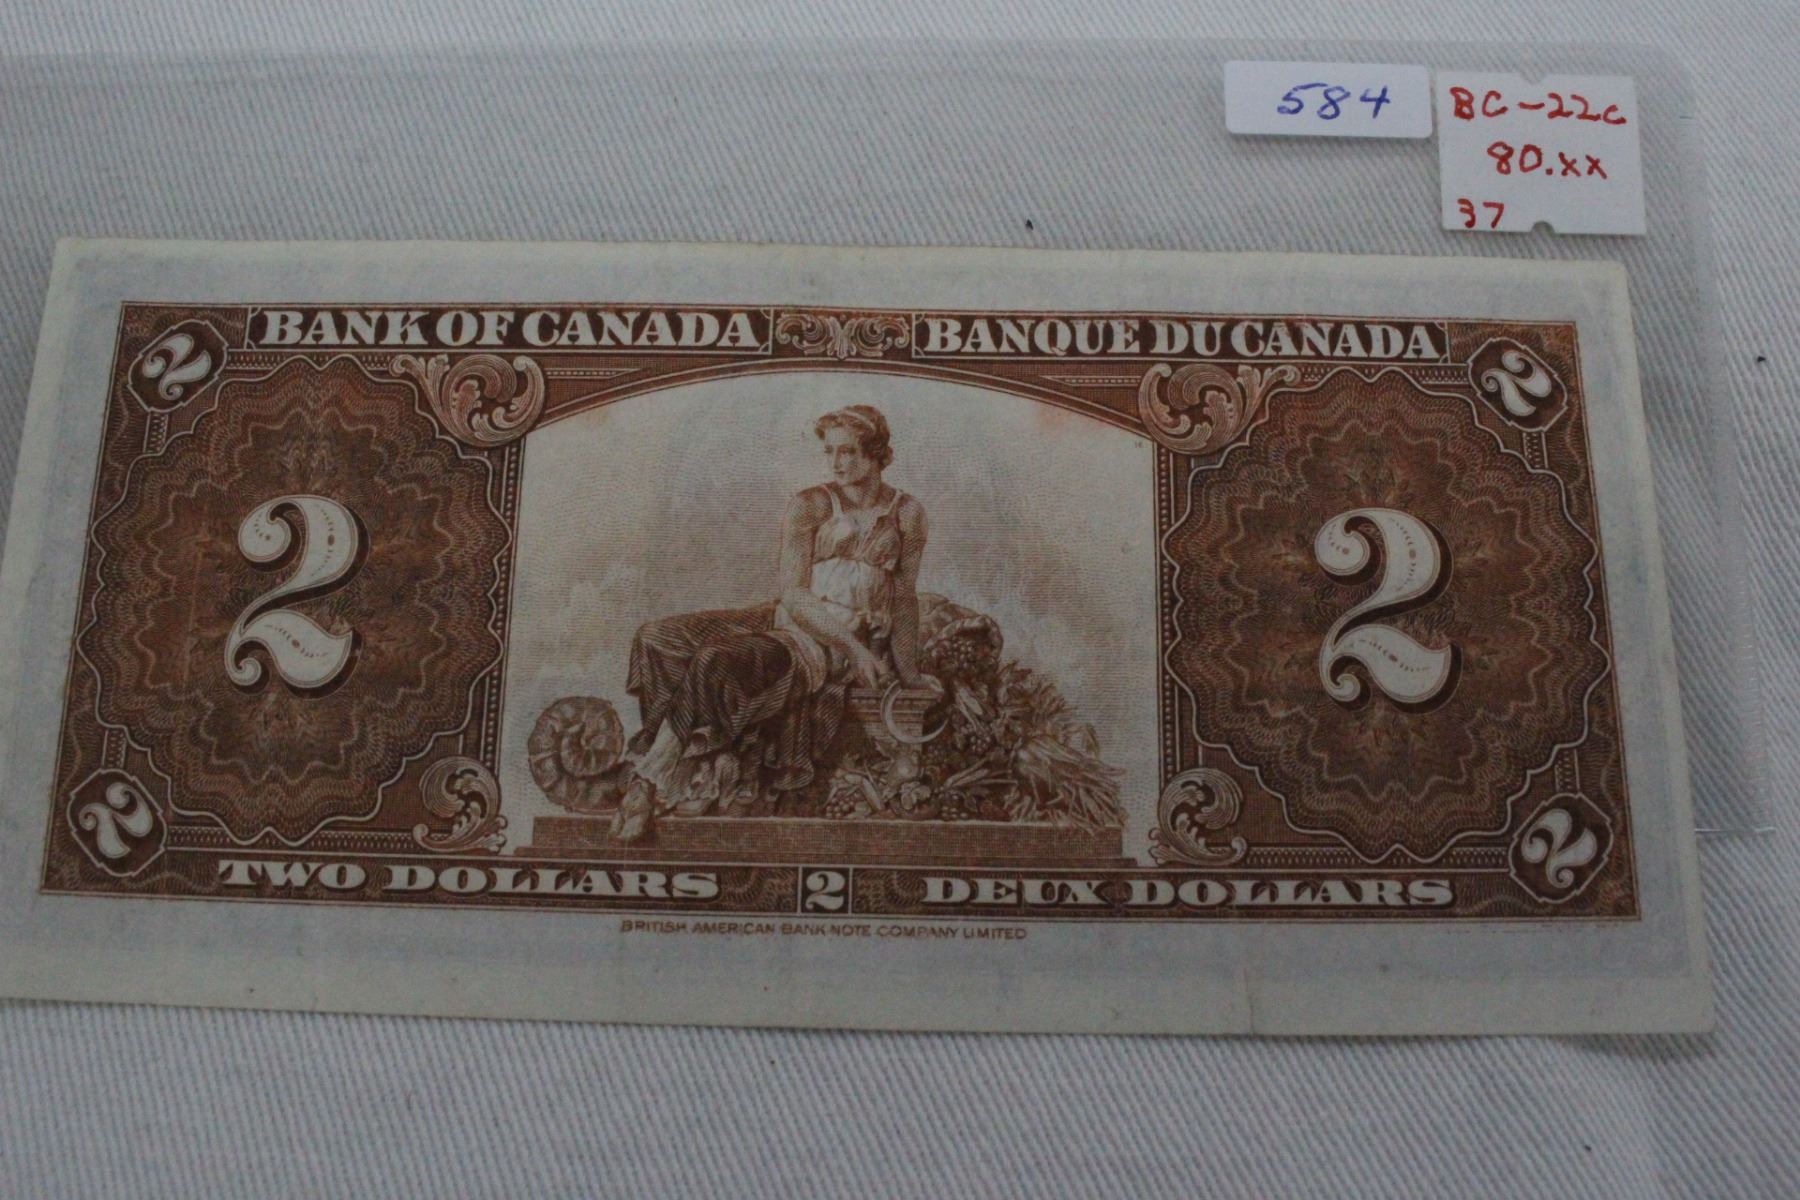 584
BC-22c
80.xx
37
BANK OF CANADA
BANQUE DU CANADA
2
2
2
2
2
2
TWO DOLLARS
2
DEUX DOLLARS
BRITISH AMERICAN BANK NOTE COMPANY LIMITED